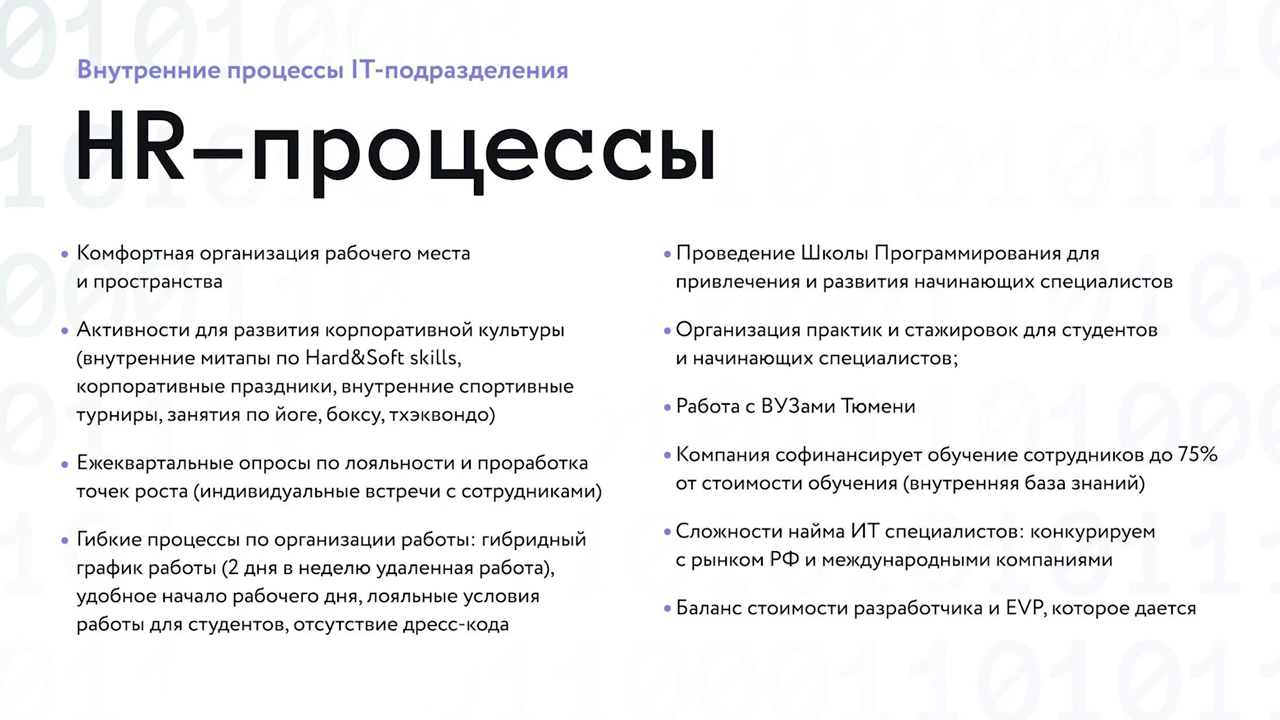 Внутренние процессы IT-подразделения
HR–процессы
• Комфортная организация рабочего места
и пространства
• Активности для развития корпоративной культуры
(внутренние митапы по Hard&Soft skills,
корпоративные праздники, внутренние спортивные
турниры, занятия по йоге, боксу, тхэквондо)
• Ежеквартальные опросы по лояльности и проработка
точек роста (индивидуальные встречи с сотрудниками)
• Гибкие процессы по организации работы: гибридный
график работы (2 дня в неделю удаленная работа),
удобное начало рабочего дня, лояльные условия
работы для студентов, отсутствие дресс-кода
• Проведение Школы Программирования для
привлечения и развития начинающих специалистов
• Организация практик и стажировок для студентов
и начинающих специалистов;
• Работа с ВУЗами Тюмени
• Компания софинансирует обучение сотрудников до 75%
от стоимости обучения (внутренняя база знаний)
• Сложности найма ИТ специалистов: конкурируем
с рынком РФ и международными компаниями
• Баланс стоимости разработчика и EVP, которое дается